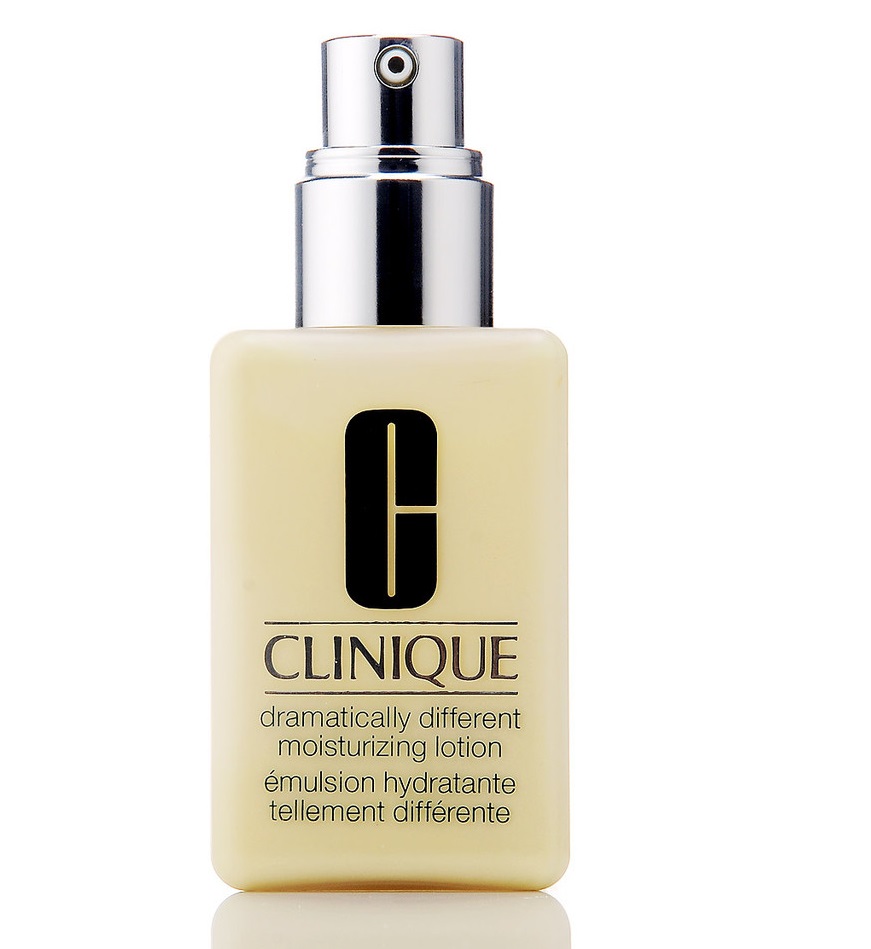 C
CLINIQUE
dramatically different
moisturizing lotion
émulsion hydratante
tellement différente